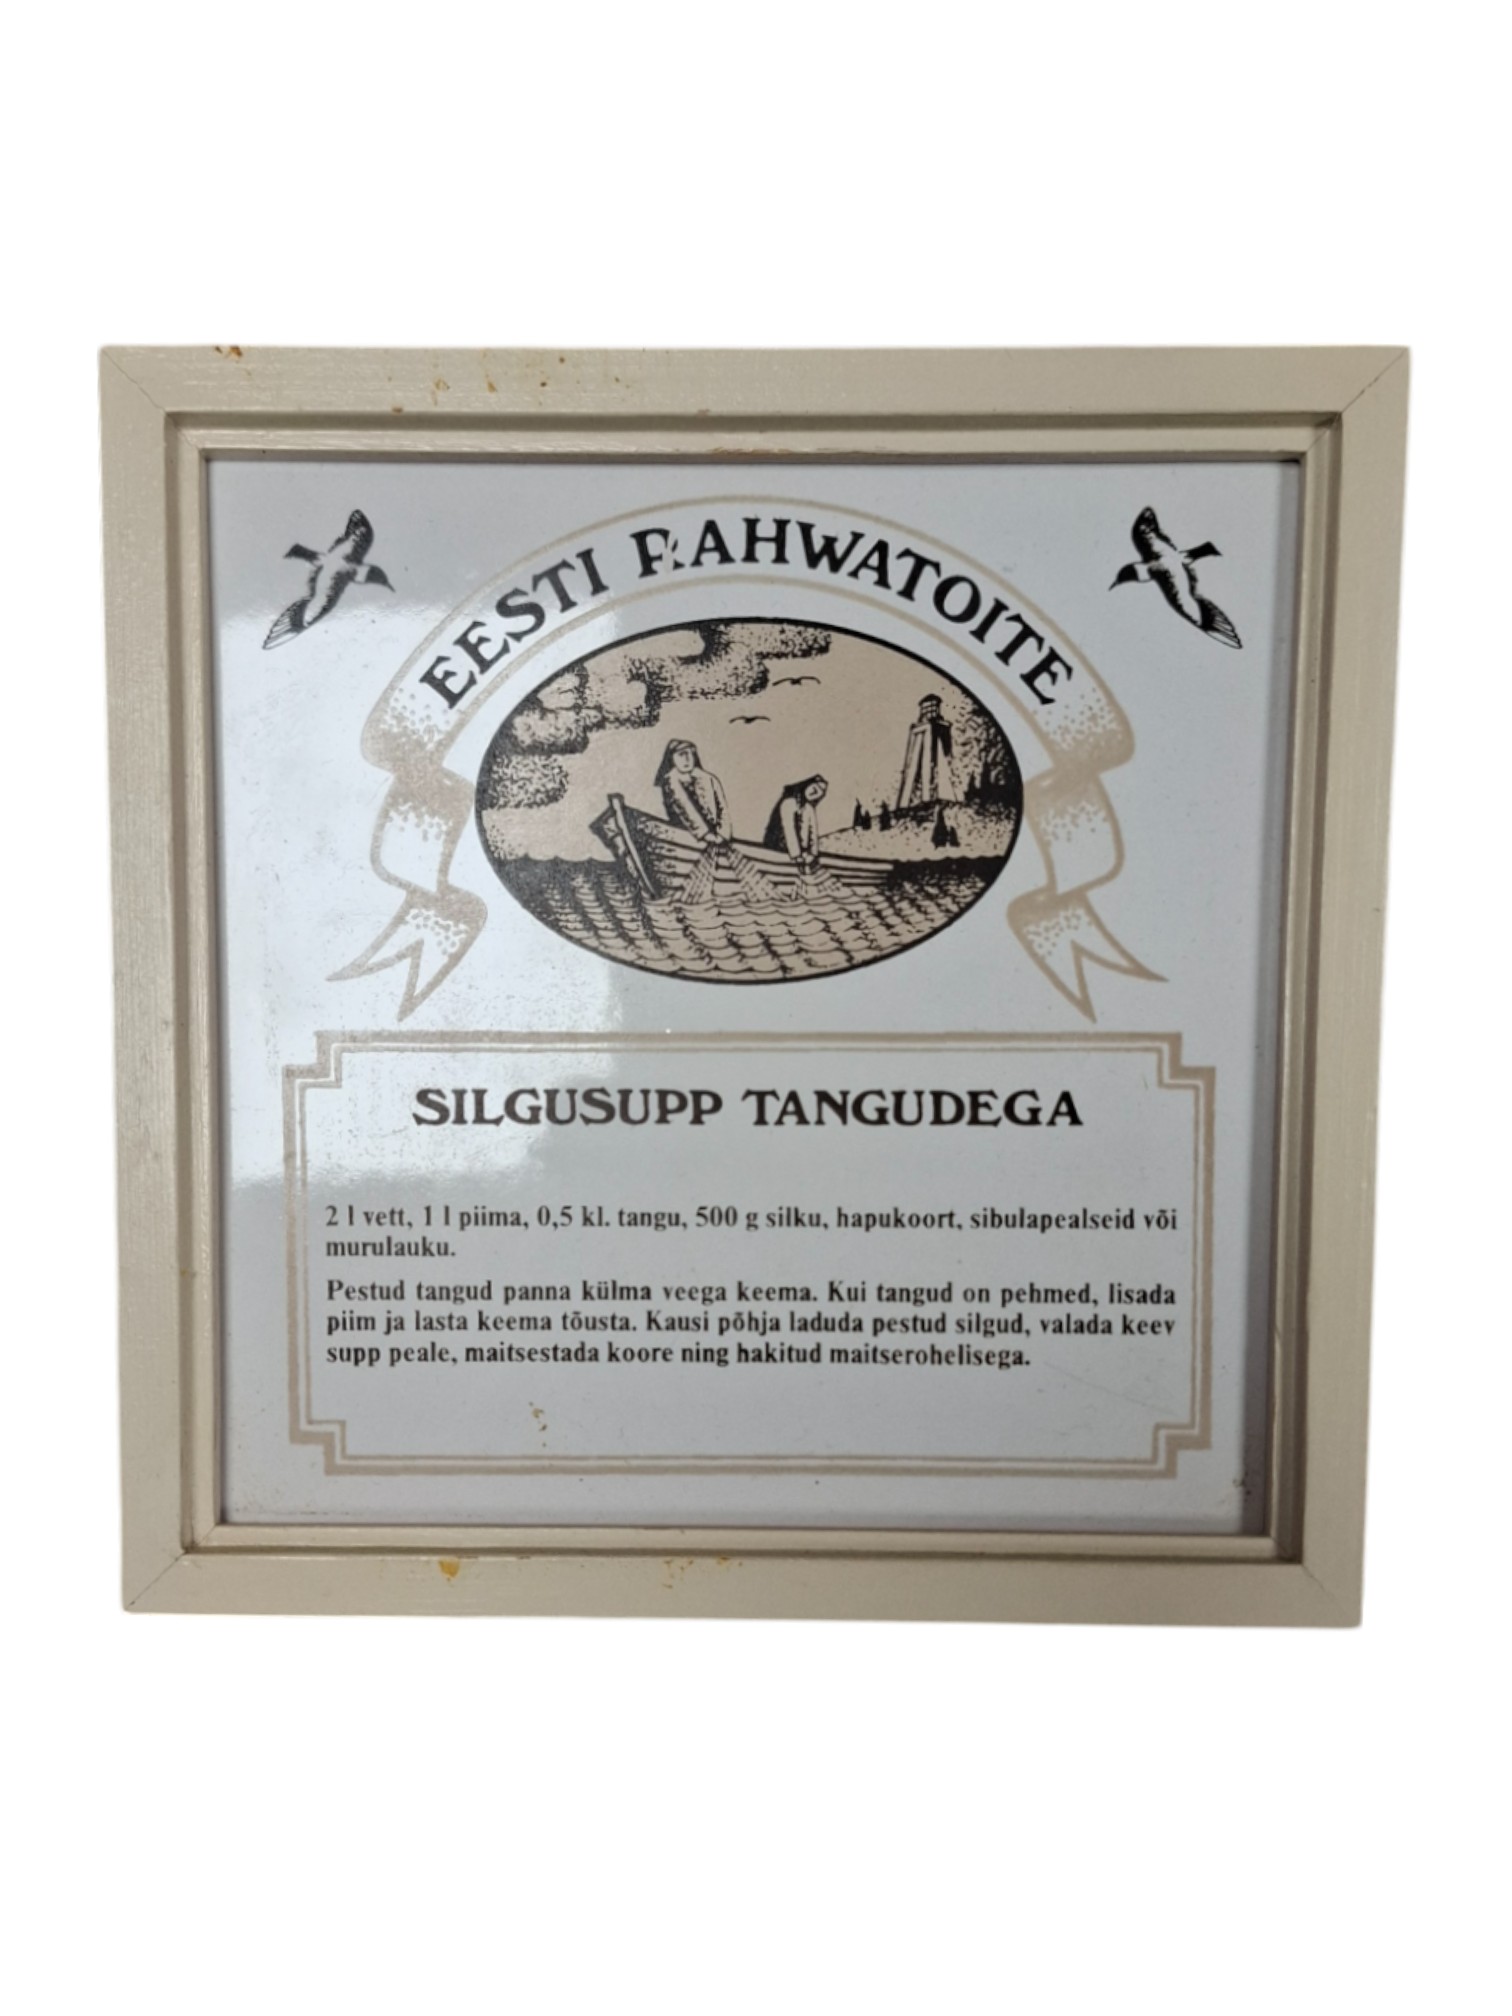 EESTI RAHWATOITE
SILGUSUPP TANGUDEGA
2 l vett, 1 l piima, 0,5 kl. tangu, 500 g silku, hapukoort, sibulapealseid või
murulauku.
Pestud tangud panna külma veega keema. Kui tangud on pehmed, lisada
piim ja lasta keema tõusta. Kausi põhja laduda pestud silgud, valada keev
supp peale, maitsestada koore ning hakitud maitserohelisega.